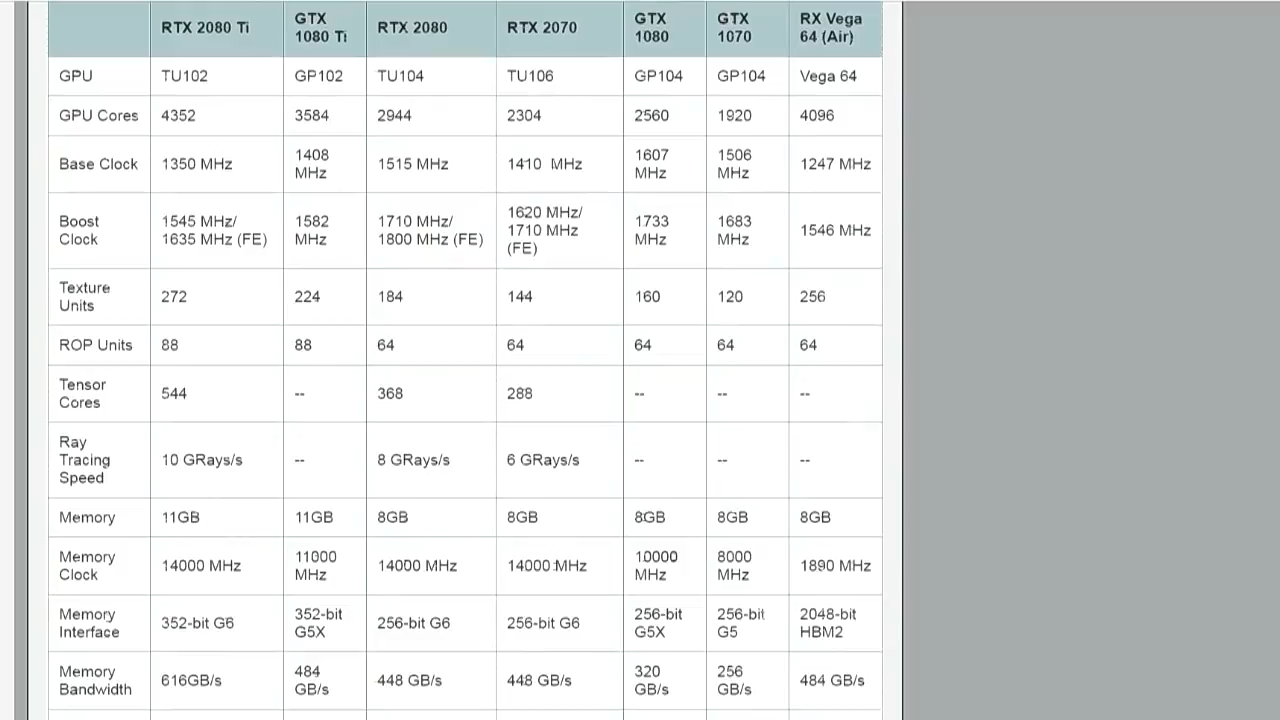 RTX 2080 Ti GTX 1080 Ti RTX 2080 RTX 2070 GTX 1080 GTX 1070 RX Vega 64 (Air)
GPU TU102 GP102 TU104 TU106 GP104 GP104 Vega 64
GPU Cores 4352 3584 2944 2304 2560 1920 4096
Base Clock 1350 MHz 1408 MHz 1515 MHz 1410 MHz 1607 MHz 1506 MHz 1247 MHz
Boost Clock 1545 MHz/ 1635 MHz (FE) 1582 MHz 1710 MHz/ 1800 MHz (FE) 1620 MHz/ 1710 MHz (FE) 1733 MHz 1683 MHz 1546 MHz
Texture Units 272 224 184 144 160 120 256
ROP Units 88 88 64 64 64 64 64
Tensor Cores 544 -- 368 288 -- -- --
Ray Tracing Speed 10 GRays/s -- 8 GRays/s 6 GRays/s -- -- --
Memory 11GB 11GB 8GB 8GB 8GB 8GB 8GB
Memory Clock 14000 MHz 11000 MHz 14000 MHz 14000 MHz 10000 MHz 8000 MHz 1890 MHz
Memory Interface 352-bit G6 352-bit G5X 256-bit G6 256-bit G6 256-bit G5X 256-bit G5 2048-bit HBM2
Memory Bandwidth 616GB/s 484 GB/s 448 GB/s 448 GB/s 320 GB/s 256 GB/s 484 GB/s